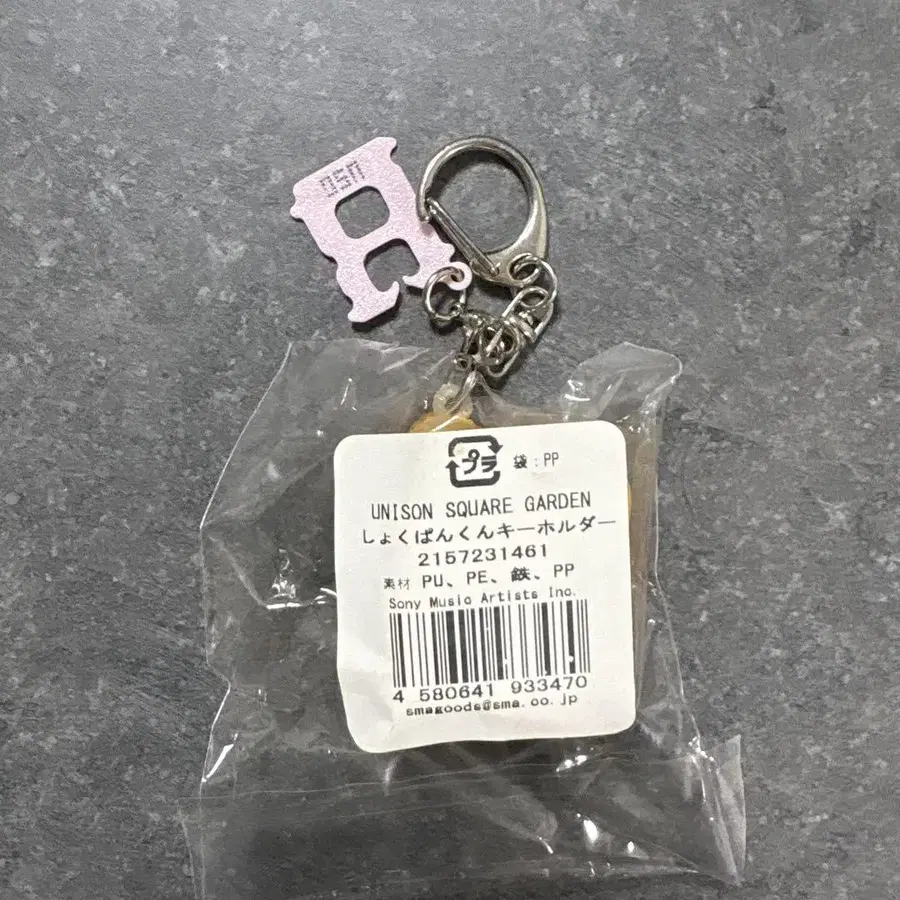 USG
プラ 袋:PP
UNISON SQUARE GARDEN
しょくぱんくんキーホルダー
2157231461
素材 PU、PE、鉄、PP
Sony Music Artists Inc.
4 580641 933470
smagoods@sma.co.jp